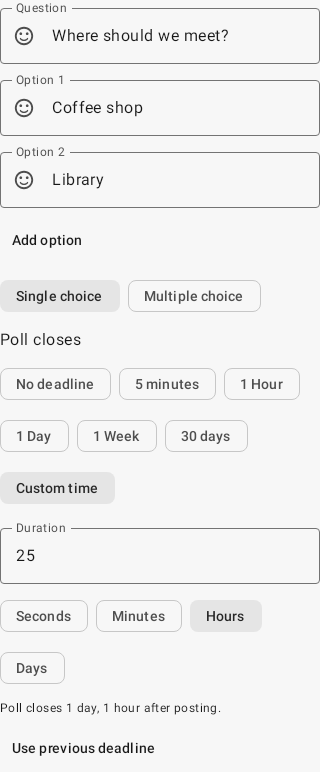 Question
Where should we meet?
Option 1
Coffee shop
Option 2
Library
Add option
Single choice Multiple choice
Poll closes
No deadline 5 minutes 1 Hour
1 Day 1 Week 30 days
Custom time
Duration
25
Seconds Minutes Hours
Days
Poll closes 1 day, 1 hour after posting.
Use previous deadline